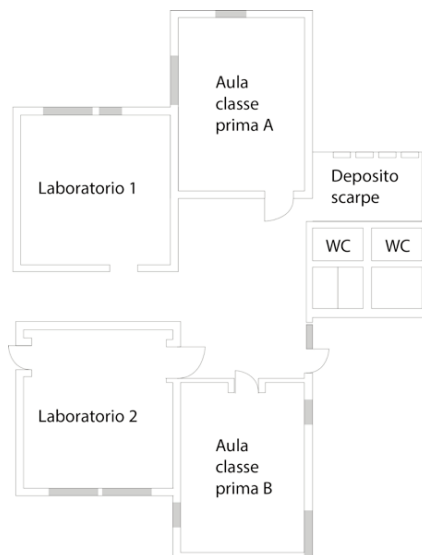 Aula
classe
prima A
Laboratorio 1
Deposito
scarpe
WC
WC
Laboratorio 2
Aula
classe
prima B